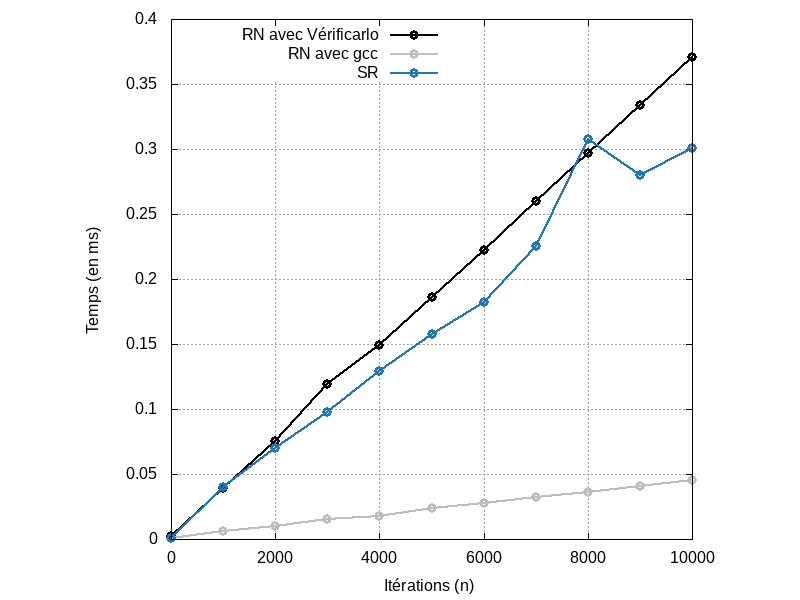 RN avec Vérificarlo
RN avec gcc
SR
0.4
0.35
0.3
0.25
0.2
0.15
0.1
0.05
0
Temps (en ms)
0 2000 4000 6000 8000 10000
Itérations (n)